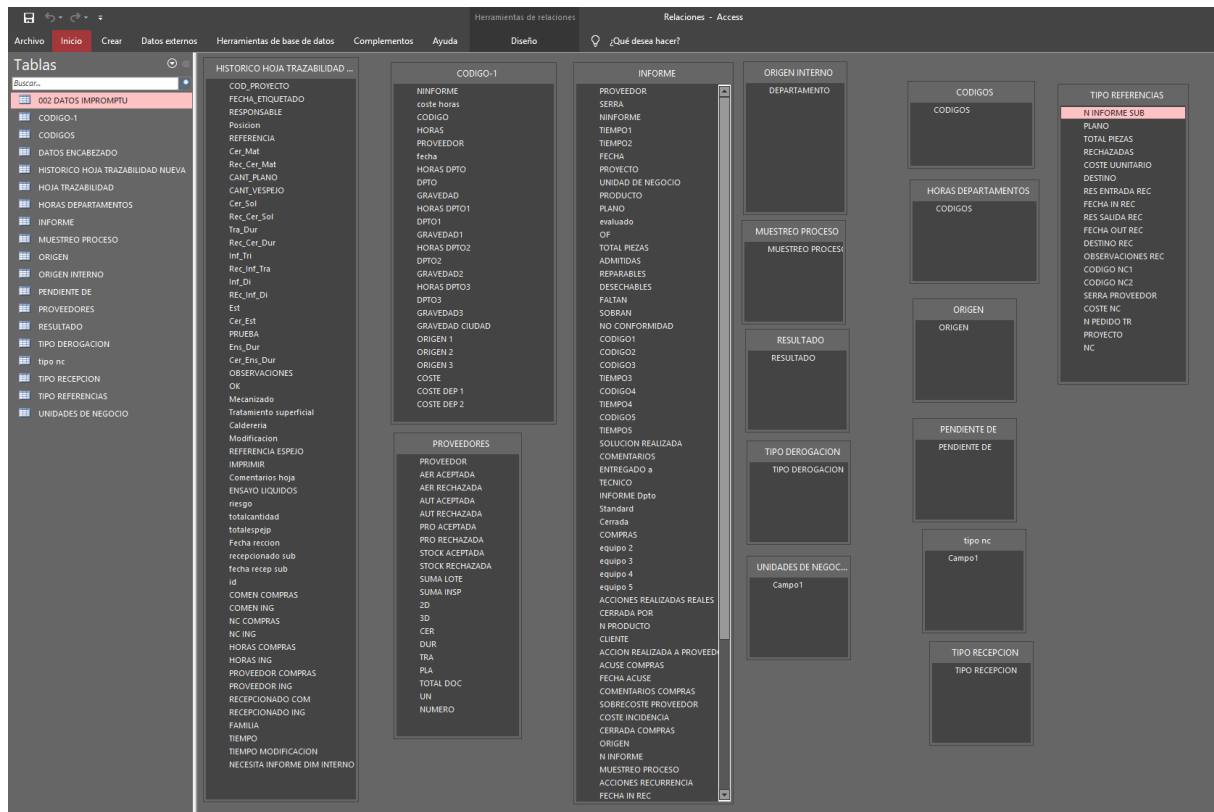 Herramientas de relaciones
Relaciones - Access
Archivo Inicio Crear Datos externos Herramientas de base de datos Complementos Ayuda Diseño ¿Qué desea hacer?
Tablas
Buscar...
002 DATOS IMPROMPTU
CODIGO-1
CODIGOS
DATOS ENCABEZADO
HISTORICO HOJA TRAZABILIDAD NUEVA
HOJA TRAZABILIDAD
HORAS DEPARTAMENTOS
INFORME
MUESTREO PROCESO
ORIGEN
ORIGEN INTERNO
PENDIENTE DE
PROVEEDORES
RESULTADO
TIPO DEROGACION
tipo nc
TIPO RECEPCION
TIPO REFERENCIAS
UNIDADES DE NEGOCIO
HISTORICO HOJA TRAZABILIDAD ...
COD_PROYECTO
FECHA_ETIQUETADO
RESPONSABLE
Posicion
REFERENCIA
Cer_Mat
Rec_Cer_Mat
CANT_PLANO
CANT_VESPEJO
Cer_Sol
Rec_Cer_Sol
Tra_Dur
Rec_Cer_Dur
Inf_Tri
Rec_Inf_Tra
Inf_Di
REc_Inf_Di
Est
Cer_Est
PRUEBA
Ens_Dur
Cer_Ens_Dur
OBSERVACIONES
OK
Mecanizado
Tratamiento superficial
Caldereria
Modificacion
REFERENCIA ESPEJO
IMPRIMIR
Comentarios hoja
ENSAYO LIQUIDOS
riesgo
totalcantidad
totalespejp
Fecha reccion
recepcionado sub
fecha recep sub
id
COMEN COMPRAS
COMEN ING
NC COMPRAS
NC ING
HORAS COMPRAS
HORAS ING
PROVEEDOR COMPRAS
PROVEEDOR ING
RECEPCIONADO COM
RECEPCIONADO ING
FAMILIA
TIEMPO
TIEMPO MODIFICACION
NECESITA INFORME DIM INTERNO
CODIGO-1
NINFORME
coste horas
CODIGO
HORAS
PROVEEDOR
fecha
HORAS DPTO
DPTO
GRAVEDAD
HORAS DPTO1
DPTO1
GRAVEDAD1
HORAS DPTO2
DPTO2
GRAVEDAD2
HORAS DPTO3
DPTO3
GRAVEDAD3
GRAVEDAD CIUDAD
ORIGEN 1
ORIGEN 2
ORIGEN 3
COSTE
COSTE DEP 1
COSTE DEP 2
PROVEEDORES
PROVEEDOR
AER ACEPTADA
AER RECHAZADA
AUT ACEPTADA
AUT RECHAZADA
PRO ACEPTADA
PRO RECHAZADA
STOCK ACEPTADA
STOCK RECHAZADA
SUMA LOTE
SUMA INSP
2D
3D
CER
DUR
TRA
PLA
TOTAL DOC
UN
NUMERO
INFORME
PROVEEDOR
SERRA
NINFORME
TIEMPO1
TIEMPO2
FECHA
PROYECTO
UNIDAD DE NEGOCIO
PRODUCTO
PLANO
evaluado
OF
TOTAL PIEZAS
ADMITIDAS
REPARABLES
DESECHABLES
FALTAN
SOBRAN
NO CONFORMIDAD
CODIGO1
CODIGO2
CODIGO3
TIEMPO3
CODIGO4
TIEMPO4
CODIGO5
TIEMPO5
SOLUCION REALIZADA
COMENTARIOS
ENTREGADO a
TECNICO
INFORME Dpto
Standard
Cerrada
COMPRAS
equipo 2
equipo 3
equipo 4
equipo 5
ACCIONES REALIZADAS REALES
CERRADA POR
N PRODUCTO
CLIENTE
ACCION REALIZADA A PROVEED
ACUSE COMPRAS
FECHA ACUSE
COMENTARIOS COMPRAS
SOBRECOSTE PROVEEDOR
COSTE INCIDENCIA
CERRADA COMPRAS
ORIGEN
N INFORME
MUESTREO PROCESO
ACCIONES RECURRENCIA
FECHA IN REC
ORIGEN INTERNO
DEPARTAMENTO
MUESTREO PROCESO
MUESTREO PROCESO
RESULTADO
RESULTADO
TIPO DEROGACION
TIPO DEROGACION
UNIDADES DE NEGOC...
Campo1
CODIGOS
CODIGOS
HORAS DEPARTAMENTOS
CODIGOS
ORIGEN
ORIGEN
PENDIENTE DE
PENDIENTE DE
tipo nc
Campo1
TIPO RECEPCION
TIPO RECEPCION
TIPO REFERENCIAS
N INFORME SUB
PLANO
TOTAL PIEZAS
RECHAZADAS
COSTE UUNITARIO
DESTINO
RES ENTRADA REC
FECHA IN REC
RES SALIDA REC
FECHA OUT REC
DESTINO REC
OBSERVACIONES REC
CODIGO NC1
CODIGO NC2
SERRA PROVEEDOR
COSTE NC
N PEDIDO TR
PROYECTO
NC